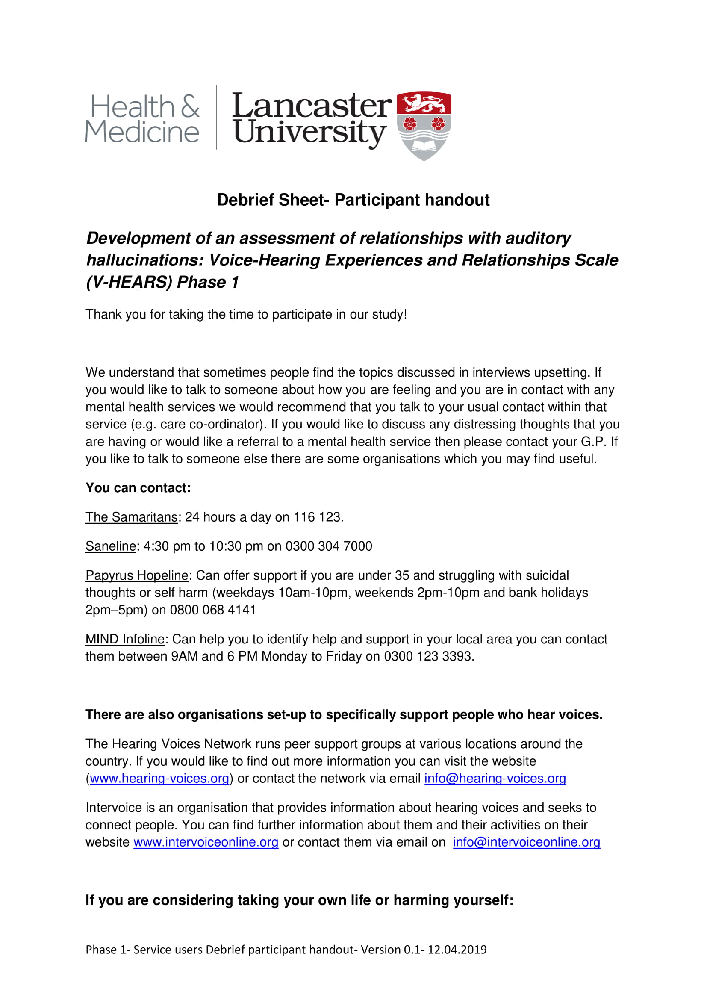 Health &
Medicine
Lancaster
University
Debrief Sheet- Participant handout
Development of an assessment of relationships with auditory
hallucinations: Voice-Hearing Experiences and Relationships Scale
(V-HEARS) Phase 1
Thank you for taking the time to participate in our study!
We understand that sometimes people find the topics discussed in interviews upsetting. If
you would like to talk to someone about how you are feeling and you are in contact with any
mental health services we would recommend that you talk to your usual contact within that
service (e.g. care co-ordinator). If you would like to discuss any distressing thoughts that you
are having or would like a referral to a mental health service then please contact your G.P. If
you like to talk to someone else there are some organisations which you may find useful.
You can contact:
The Samaritans: 24 hours a day on 116 123.
Saneline: 4:30 pm to 10:30 pm on 0300 304 7000
Papyrus Hopeline: Can offer support if you are under 35 and struggling with suicidal
thoughts or self harm (weekdays 10am-10pm, weekends 2pm-10pm and bank holidays
2pm–5pm) on 0800 068 4141
MIND Infoline: Can help you to identify help and support in your local area you can contact
them between 9AM and 6 PM Monday to Friday on 0300 123 3393.
There are also organisations set-up to specifically support people who hear voices.
The Hearing Voices Network runs peer support groups at various locations around the
country. If you would like to find out more information you can visit the website
(www.hearing-voices.org) or contact the network via email info@hearing-voices.org
Intervoice is an organisation that provides information about hearing voices and seeks to
connect people. You can find further information about them and their activities on their
website www.intervoiceonline.org or contact them via email on  info@intervoiceonline.org
If you are considering taking your own life or harming yourself:
Phase 1- Service users Debrief participant handout- Version 0.1- 12.04.2019